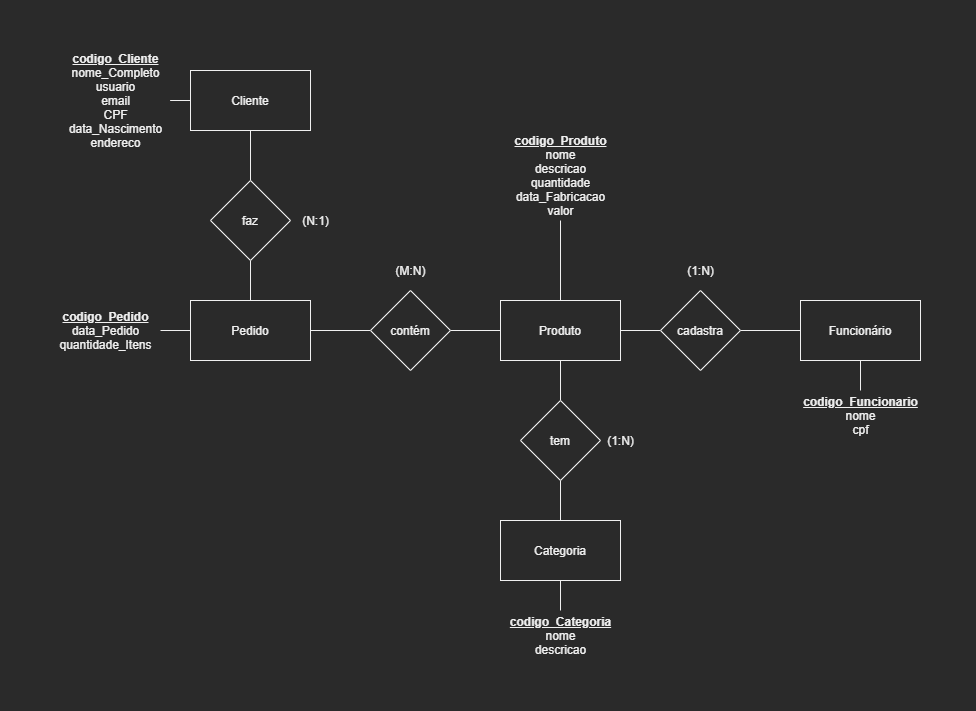 codigo_Cliente
nome_Completo
usuario
email
CPF
data_Nascimento
endereco
Cliente
faz
(N:1)
codigo_Pedido
data_Pedido
quantidade_Itens
Pedido
(M:N)
contém
codigo_Produto
nome
descricao
quantidade
data_Fabricacao
valor
Produto
(1:N)
cadastra
Funcionário
codigo_Funcionario
nome
cpf
tem
(1:N)
Categoria
codigo_Categoria
nome
descricao